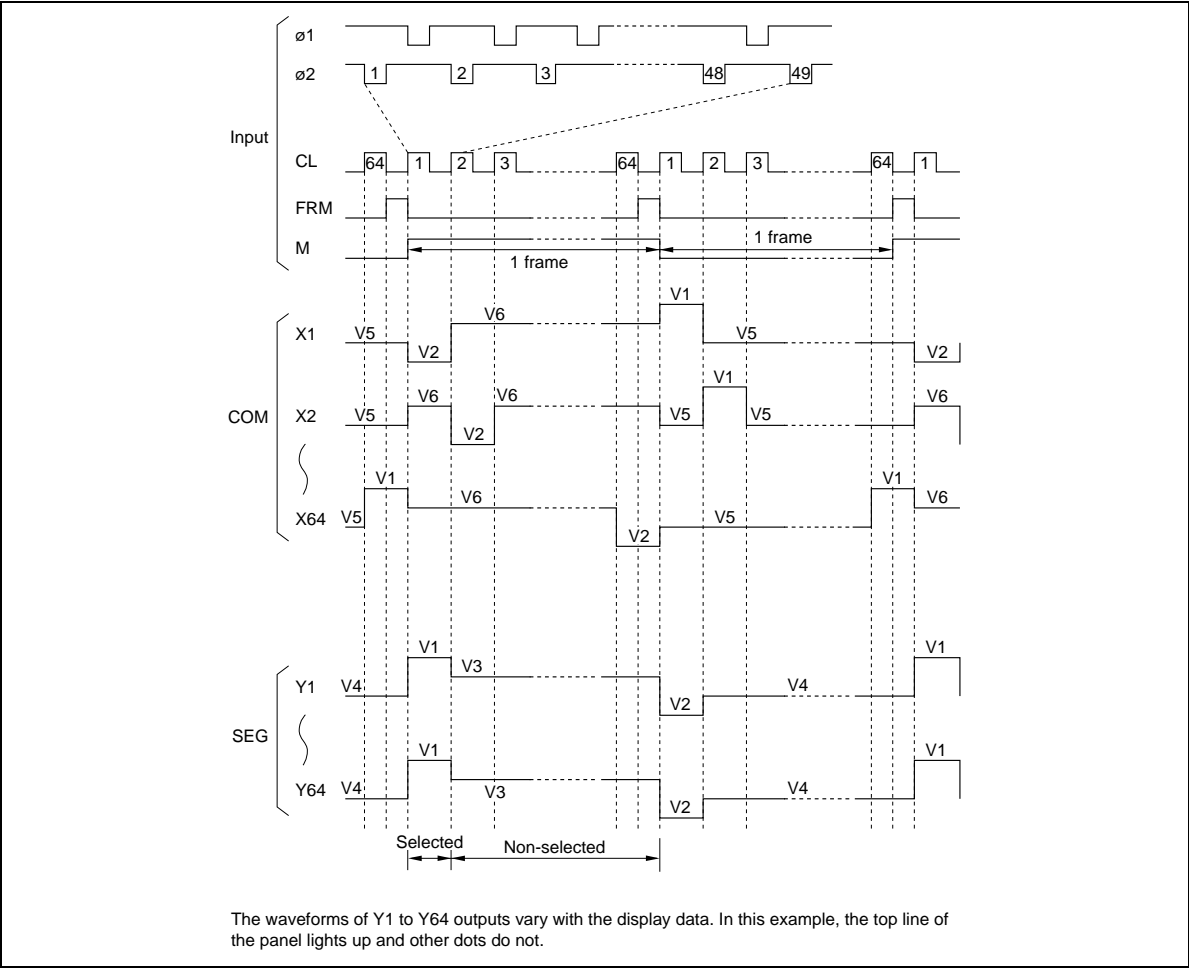 ø1
ø2 1 2 3 48 49
Input
CL 64 1 2 3 64 1 2 3 64 1
FRM
M 1 frame 1 frame
X1 V5 V2 V6 V1 V5 V2
COM
X2 V5 V6 V2 V6 V5 V1 V5 V6
X64 V5 V1 V6 V2 V5 V1 V6
Y1 V4 V1 V3 V2 V4 V1
SEG
Y64 V4 V1 V3 V2 V4 V1
Selected Non-selected
The waveforms of Y1 to Y64 outputs vary with the display data. In this example, the top line of
the panel lights up and other dots do not.